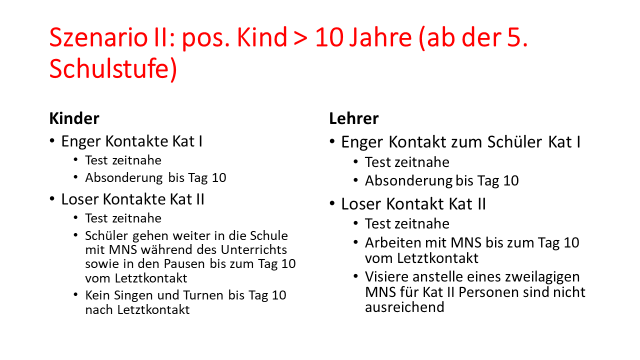 Szenario II: pos. Kind > 10 Jahre (ab der 5.
Schulstufe)
Kinder
• Enger Kontakte Kat I
• Test zeitnahe
• Absonderung bis Tag 10
• Loser Kontakte Kat II
• Test zeitnahe
• Schüler gehen weiter in die Schule
mit MNS während des Unterrichts
sowie in den Pausen bis zum Tag 10
vom Letztkontakt
• Kein Singen und Turnen bis Tag 10
nach Letztkontakt
Lehrer
• Enger Kontakt zum Schüler Kat I
• Test zeitnahe
• Absonderung bis Tag 10
• Loser Kontakt Kat II
• Test zeitnahe
• Arbeiten mit MNS bis zum Tag 10
vom Letztkontakt
• Visiere anstelle eines zweilagigen
MNS für Kat II Personen sind nicht
ausreichend